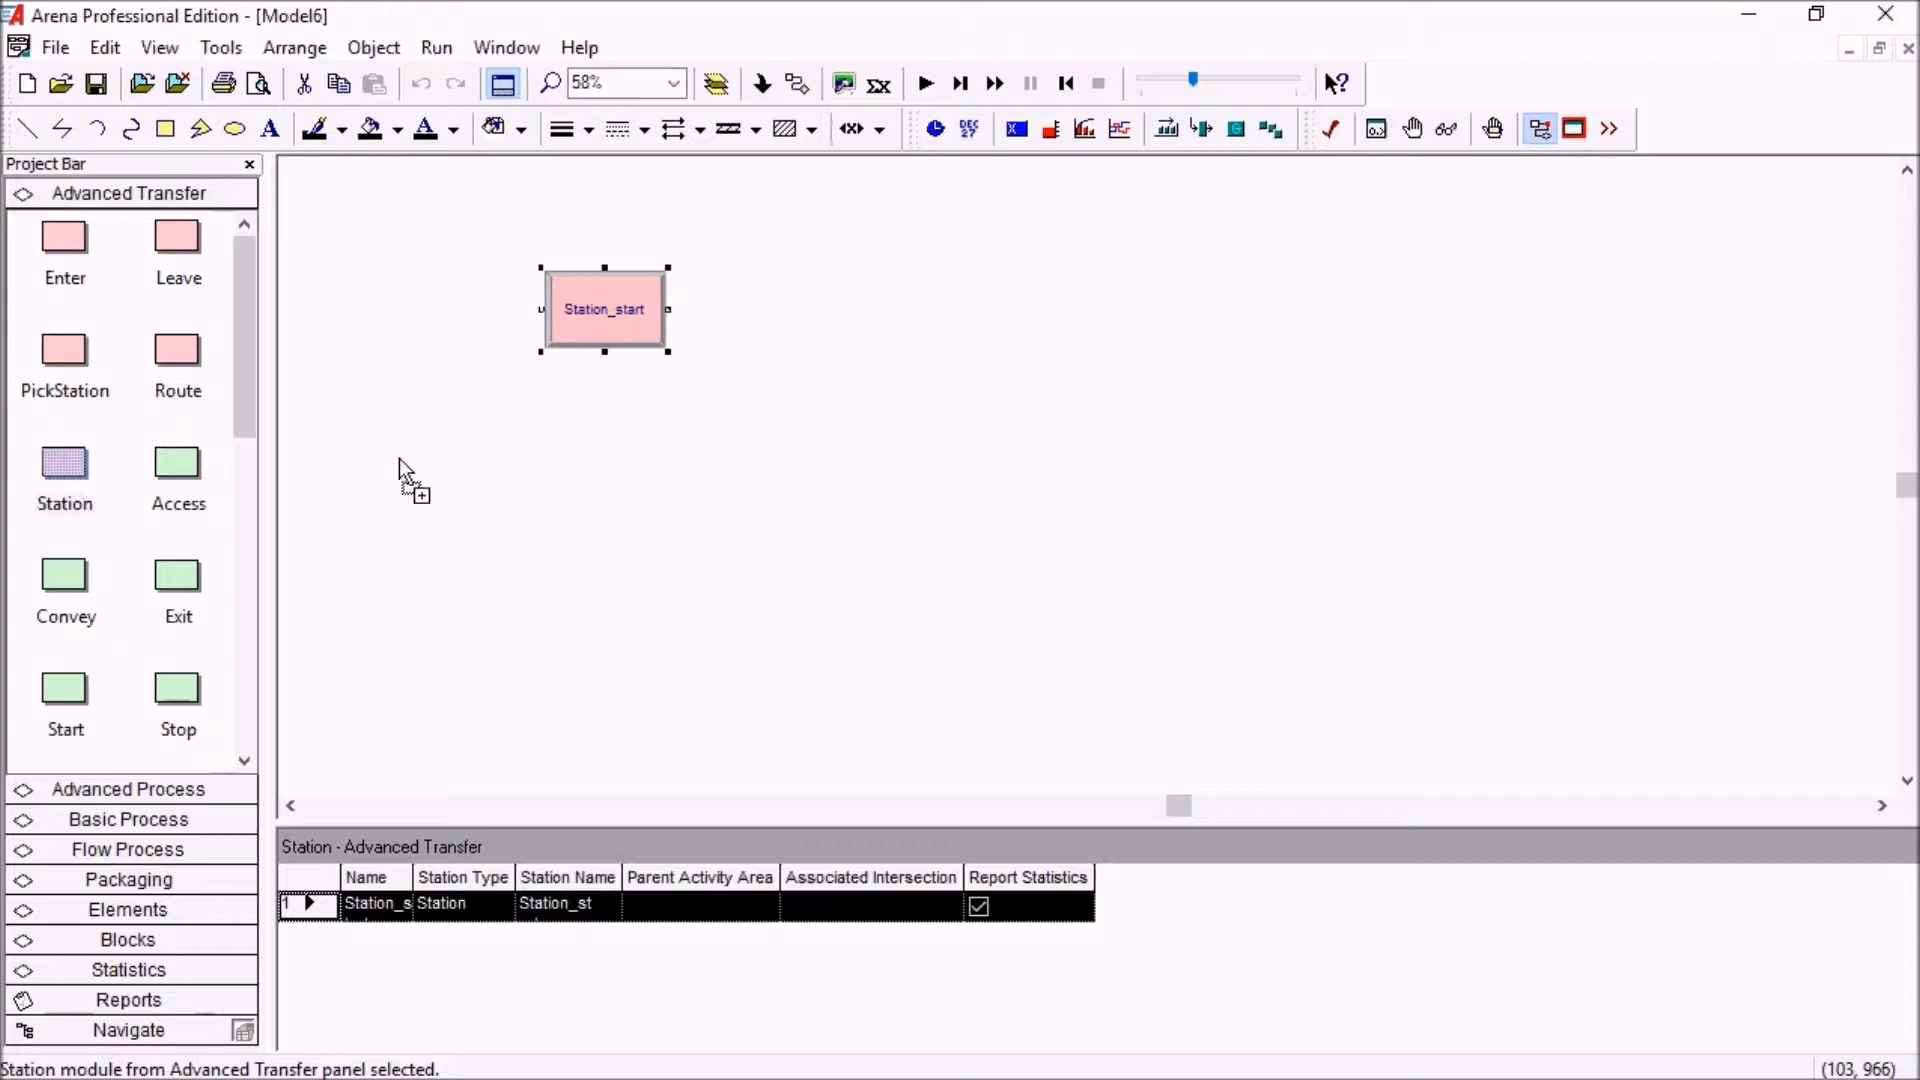 Arena Professional Edition - [Model6]
File Edit View Tools Arrange Object Run Window Help
58%
A
DEC 27
Project Bar
Advanced Transfer
Enter Leave
PickStation Route
Station Access
Convey Exit
Start Stop
Advanced Process
Basic Process
Flow Process
Packaging
Elements
Blocks
Statistics
Reports
Navigate
Station_start
Station - Advanced Transfer
Name Station Type Station Name Parent Activity Area Associated Intersection Report Statistics
1 Station_s Station Station_st
Station module from Advanced Transfer panel selected.
(103, 966)